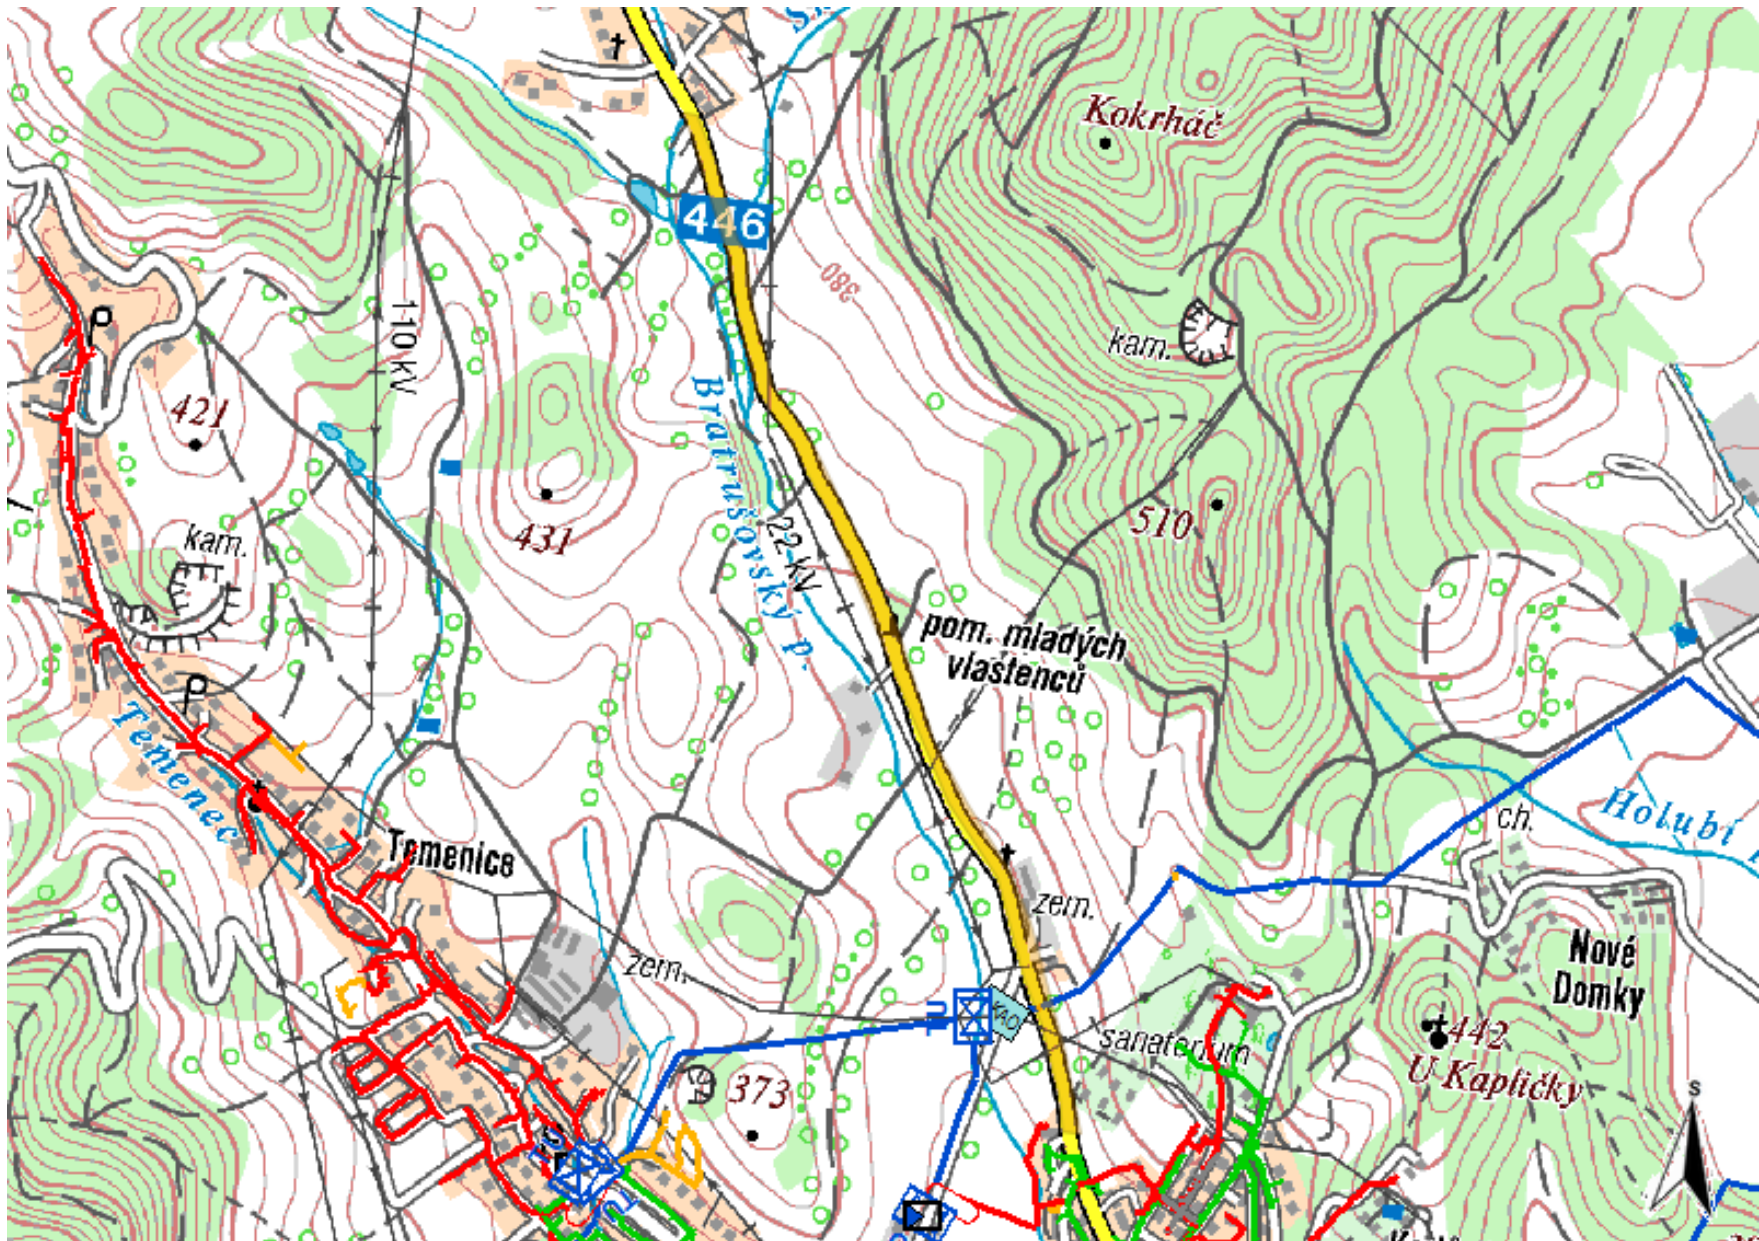 Kokrháč
446
380
kam.
110 kV
421
Bratrušovský p.
510
431
22 kV
kam.
pom. mladých
vlastenců
Temenec
Holubí
ch.
Temenice
zem.
zem.
Nové
Domky
KAO
sanatorium
442
U Kapličky
373
S